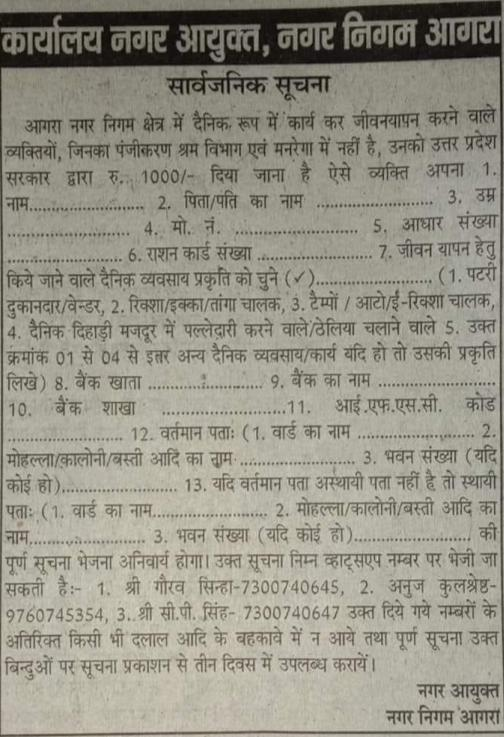 कार्यालय नगर आयुक्त, नगर निगम आगरा
सार्वजनिक सूचना
आगरा नगर निगम क्षेत्र में दैनिक रूप में कार्य कर जीवनयापन करने वाले
व्यक्तियों, जिनका पंजीकरण श्रम विभाग एवं मनरेगा में नहीं है, उनको उत्तर प्रदेश
सरकार द्वारा रु. 1000/- दिया जाना है ऐसे व्यक्ति अपना 1.
नाम..................... 2. पिता/पति का नाम ..................... 3. उम्र
..................... 4. मो. नं. ..................... 5. आधार संख्या
..................... 6. राशन कार्ड संख्या ..................... 7. जीवन यापन हेतु
किये जाने वाले दैनिक व्यवसाय प्रकृति को चुने (✓)..................... (1. पटरी
दुकानदार/वेन्डर, 2. रिक्शा/इक्का/तांगा चालक, 3. टैम्पों / आटो/ई-रिक्शा चालक,
4. दैनिक दिहाड़ी मजदूर में पल्लेदारी करने वाले/ठेलिया चलाने वाले 5. उक्त
क्रमांक 01 से 04 से इत्तर अन्य दैनिक व्यवसाय/कार्य यदि हो तो उसकी प्रकृति
लिखे) 8. बैंक खाता ..................... 9. बैंक का नाम .....................
10. बैंक शाखा .....................11. आई.एफ.एस.सी. कोड
..................... 12. वर्तमान पताः (1. वार्ड का नाम ..................... 2.
मोहल्ला/कालोनी/बस्ती आदि का नाम ..................... 3. भवन संख्या (यदि
कोई हो)..................... 13. यदि वर्तमान पता अस्थायी पता नहीं है तो स्थायी
पताः (1. वार्ड का नाम..................... 2. मोहल्ला/कालोनी/बस्ती आदि का
नाम..................... 3. भवन संख्या (यदि कोई हो)..................... की
पूर्ण सूचना भेजना अनिवार्य होगा। उक्त सूचना निम्न व्हाट्सएप नम्बर पर भेजी जा
सकती हैः- 1. श्री गौरव सिन्हा-7300740645, 2. अनुज कुलश्रेष्ठ-
9760745354, 3. श्री सी.पी. सिंह- 7300740647 उक्त दिये गये नम्बरों के
अतिरिक्त किसी भी दलाल आदि के बहकावे में न आये तथा पूर्ण सूचना उक्त
बिन्दुओं पर सूचना प्रकाशन से तीन दिवस में उपलब्ध करायें।
नगर आयुक्त
नगर निगम आगरा